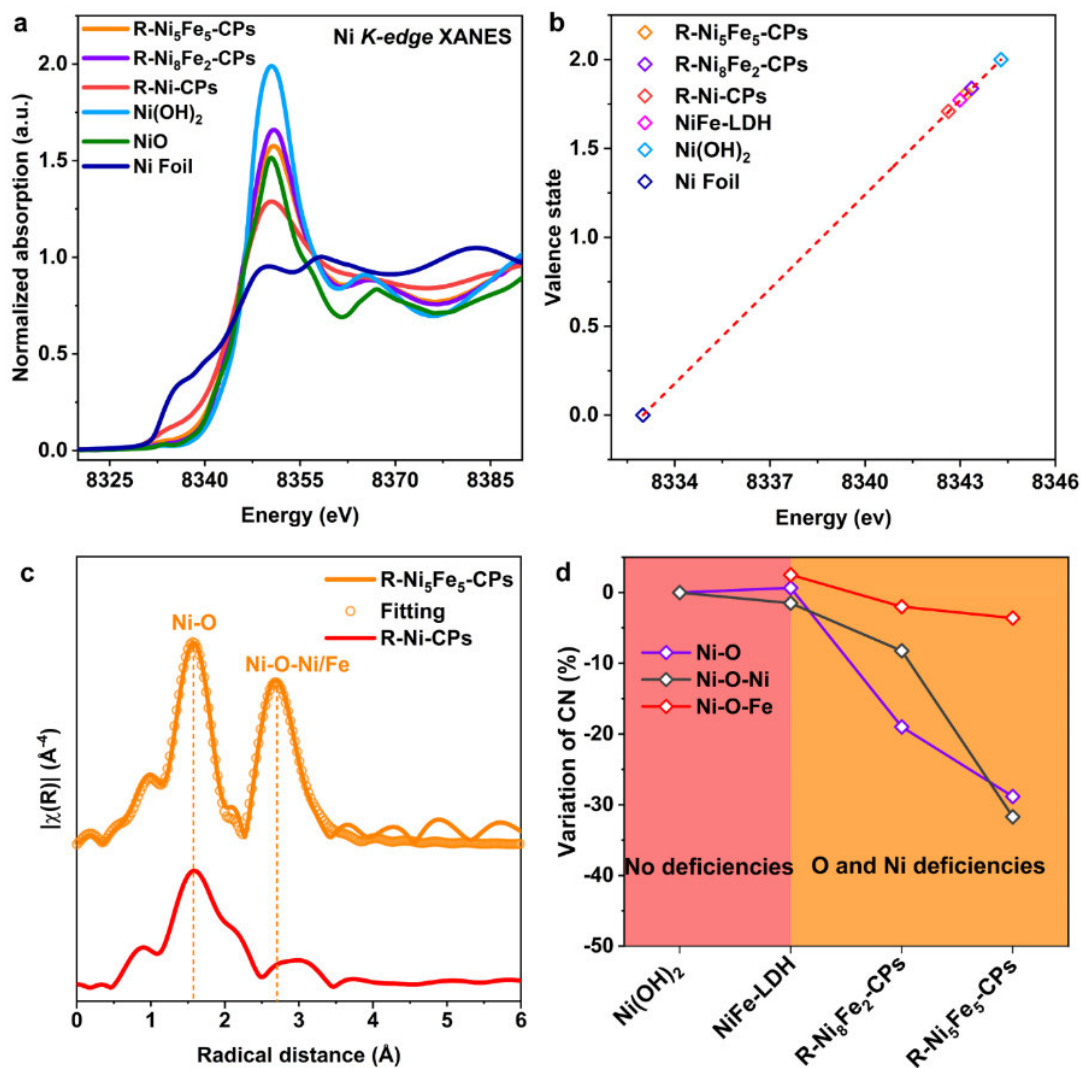 a
R-Ni₅Fe₅-CPs
R-Ni₈Fe₂-CPs
R-Ni-CPs
Ni(OH)₂
NiO
Ni Foil
Ni K-edge XANES
2.0
1.5
1.0
0.5
0.0
Normalized absorption (a.u.)
8325 8340 8355 8370 8385
Energy (eV)
b
R-Ni₅Fe₅-CPs
R-Ni₈Fe₂-CPs
R-Ni-CPs
NiFe-LDH
Ni(OH)₂
Ni Foil
2.0
1.5
1.0
0.5
0.0
Valence state
8334 8337 8340 8343 8346
Energy (ev)
c
R-Ni₅Fe₅-CPs
Fitting
R-Ni-CPs
Ni-O
Ni-O-Ni/Fe
|χ(R)| (Å⁻⁴)
0 1 2 3 4 5 6
Radical distance (Å)
d
0
-10
-20
-30
-40
-50
Variation of CN (%)
Ni-O
Ni-O-Ni
Ni-O-Fe
No deficiencies
O and Ni deficiencies
Ni(OH)₂
NiFe-LDH
R-Ni₈Fe₂-CPs
R-Ni₅Fe₅-CPs